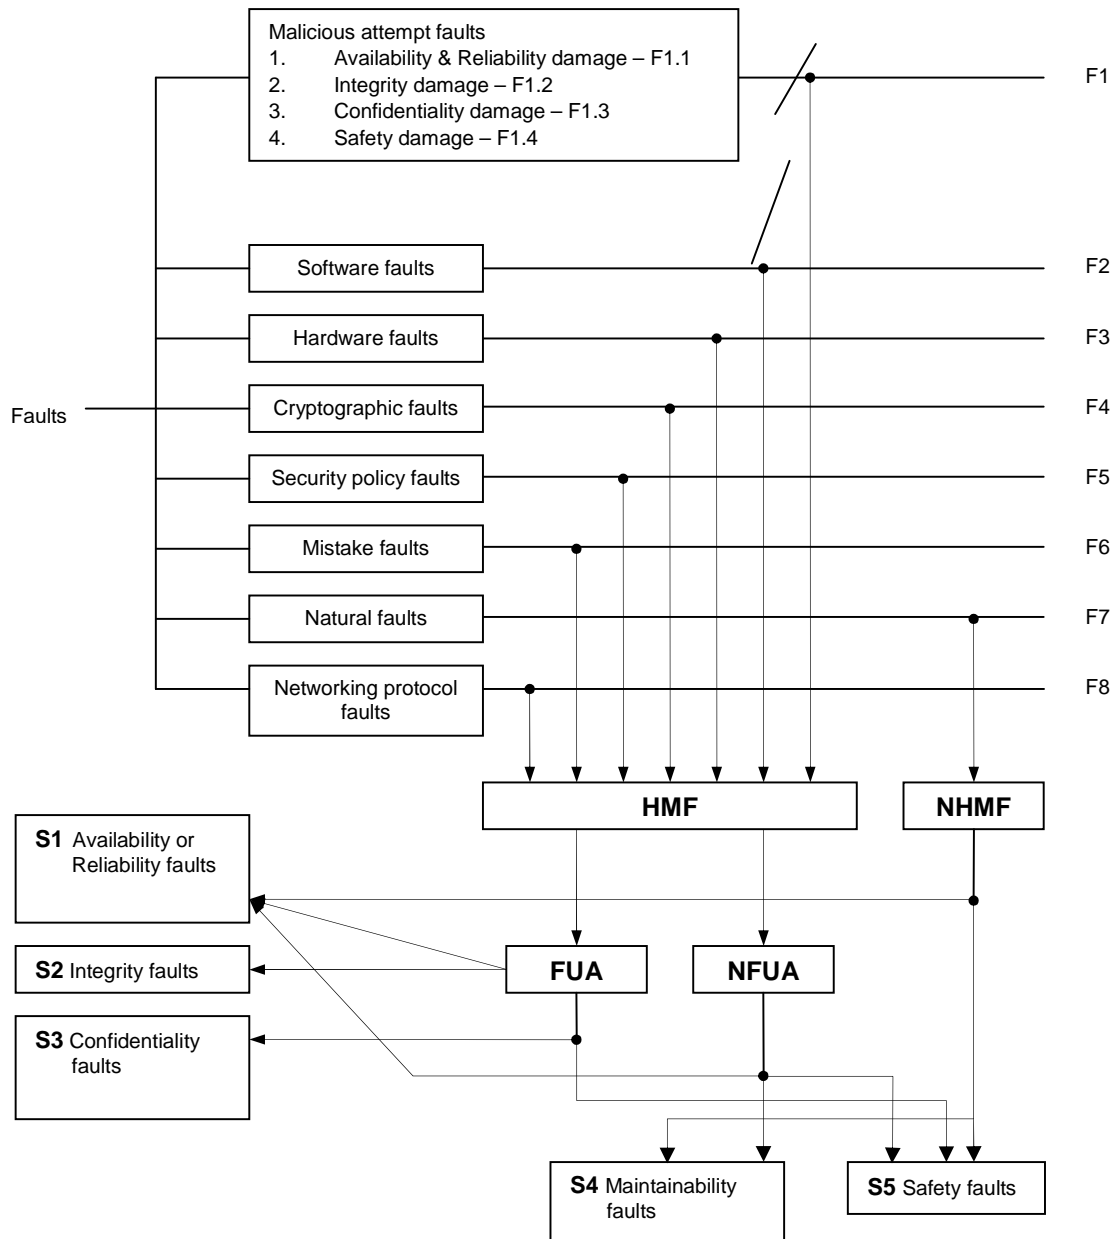 Malicious attempt faults
1. Availability & Reliability damage – F1.1
2. Integrity damage – F1.2
3. Confidentiality damage – F1.3
4. Safety damage – F1.4
F1
Software faults
F2
Hardware faults
F3
Faults
Cryptographic faults
F4
Security policy faults
F5
Mistake faults
F6
Natural faults
F7
Networking protocol
faults
F8
HMF
NHMF
S1 Availability or
Reliability faults
FUA
NFUA
S2 Integrity faults
S3 Confidentiality
faults
S4 Maintainability
faults
S5 Safety faults